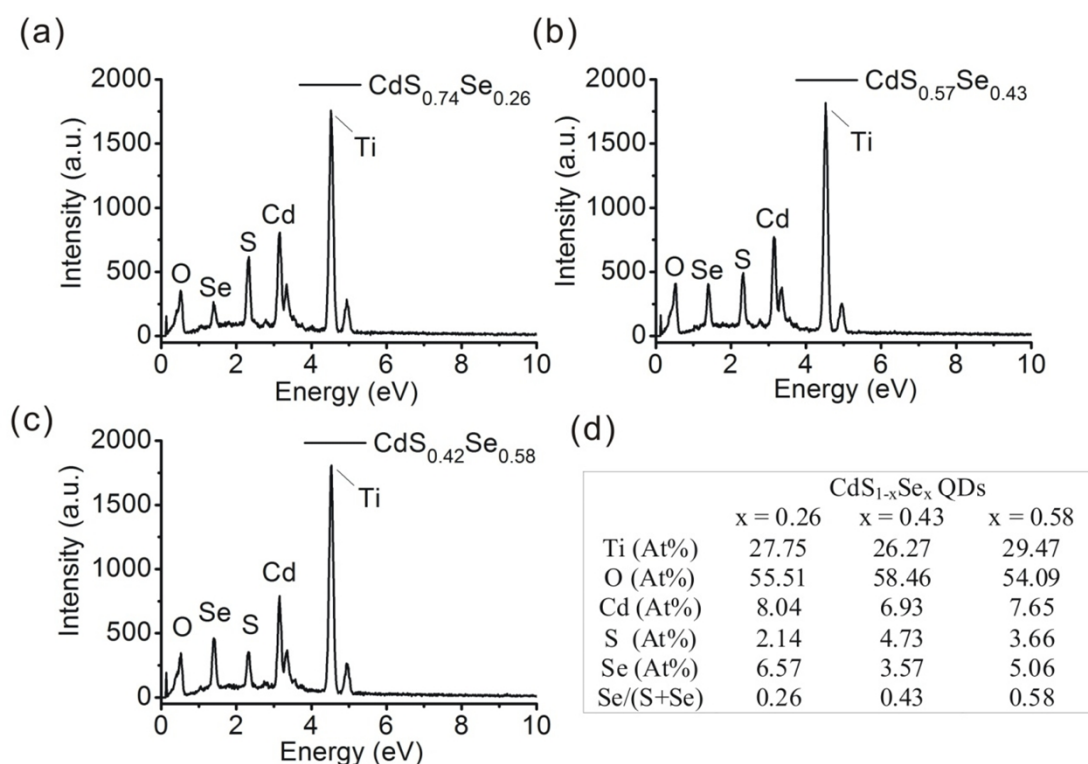 (a)
CdS0.74Se0.26
Ti
Cd
S
Se
O
2000
1500
1000
500
0
Intensity (a.u.)
0 2 4 6 8 10
Energy (eV)
(b)
CdS0.57Se0.43
Ti
Cd
S
Se
O
2000
1500
1000
500
0
Intensity (a.u.)
0 2 4 6 8 10
Energy (eV)
(c)
CdS0.42Se0.58
Ti
Cd
S
Se
O
2000
1500
1000
500
0
Intensity (a.u.)
0 2 4 6 8 10
Energy (eV)
(d)
CdS1-xSex QDs
x = 0.26 x = 0.43 x = 0.58
Ti (At%) 27.75 26.27 29.47
O (At%) 55.51 58.46 54.09
Cd (At%) 8.04 6.93 7.65
S (At%) 2.14 4.73 3.66
Se (At%) 6.57 3.57 5.06
Se/(S+Se) 0.26 0.43 0.58